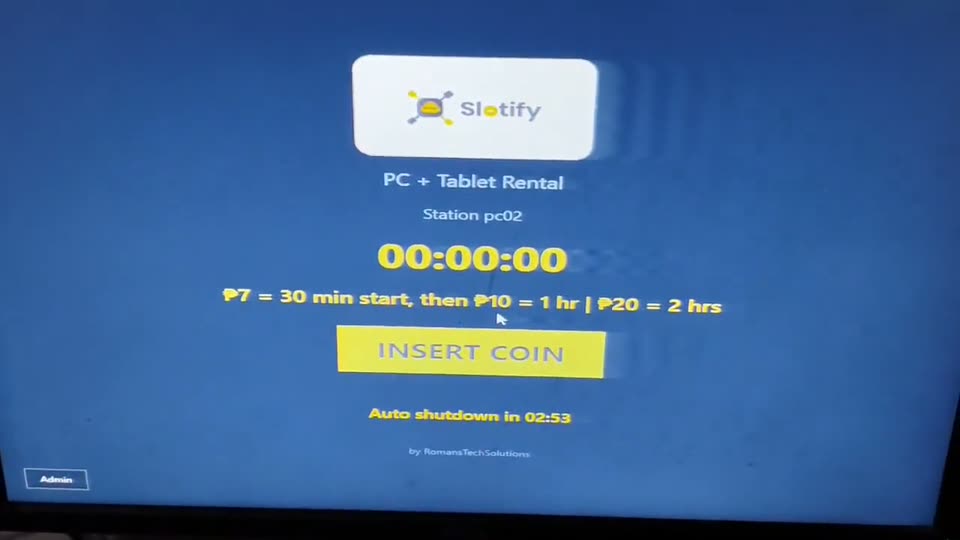 Slotify
PC + Tablet Rental
Station pc02
00:00:00
₱7 = 30 min start, then ₱10 = 1 hr | ₱20 = 2 hrs
INSERT COIN
Auto shutdown in 02:53
by RomansTechSolutions
Admin